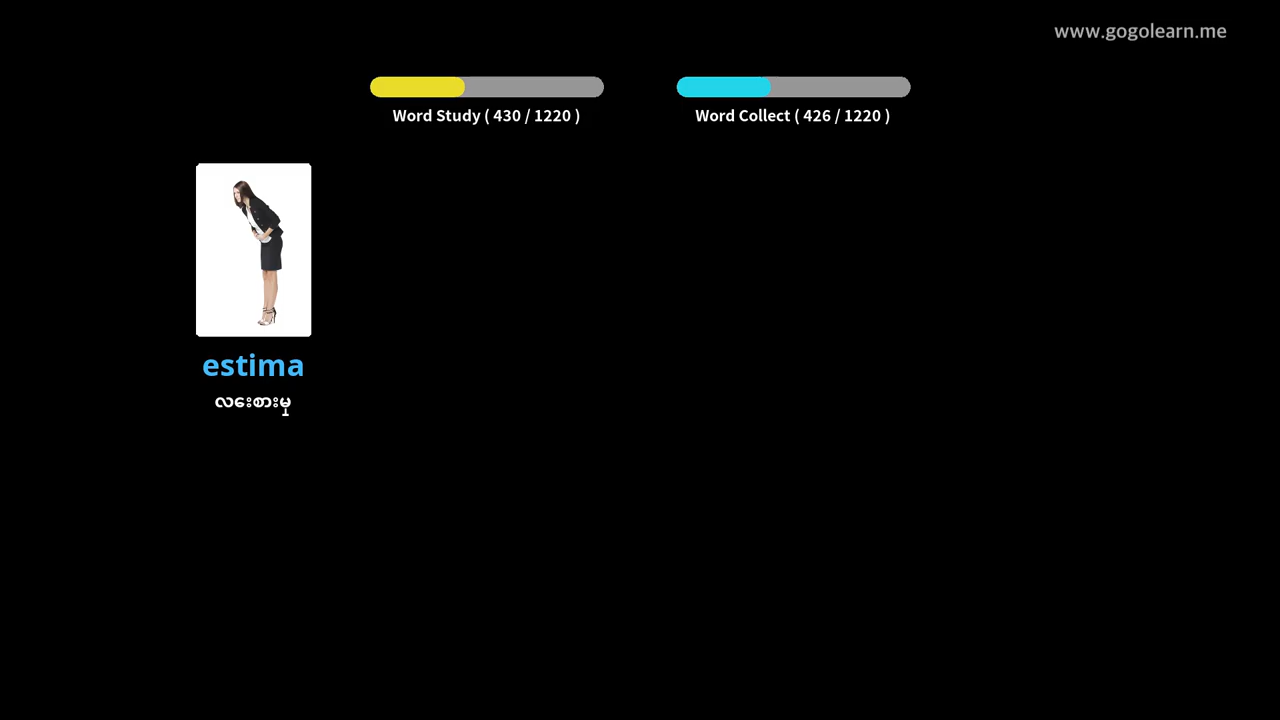 www.gogolearn.me
Word Study ( 430 / 1220 )
Word Collect ( 426 / 1220 )
estima
လေးစားမှု